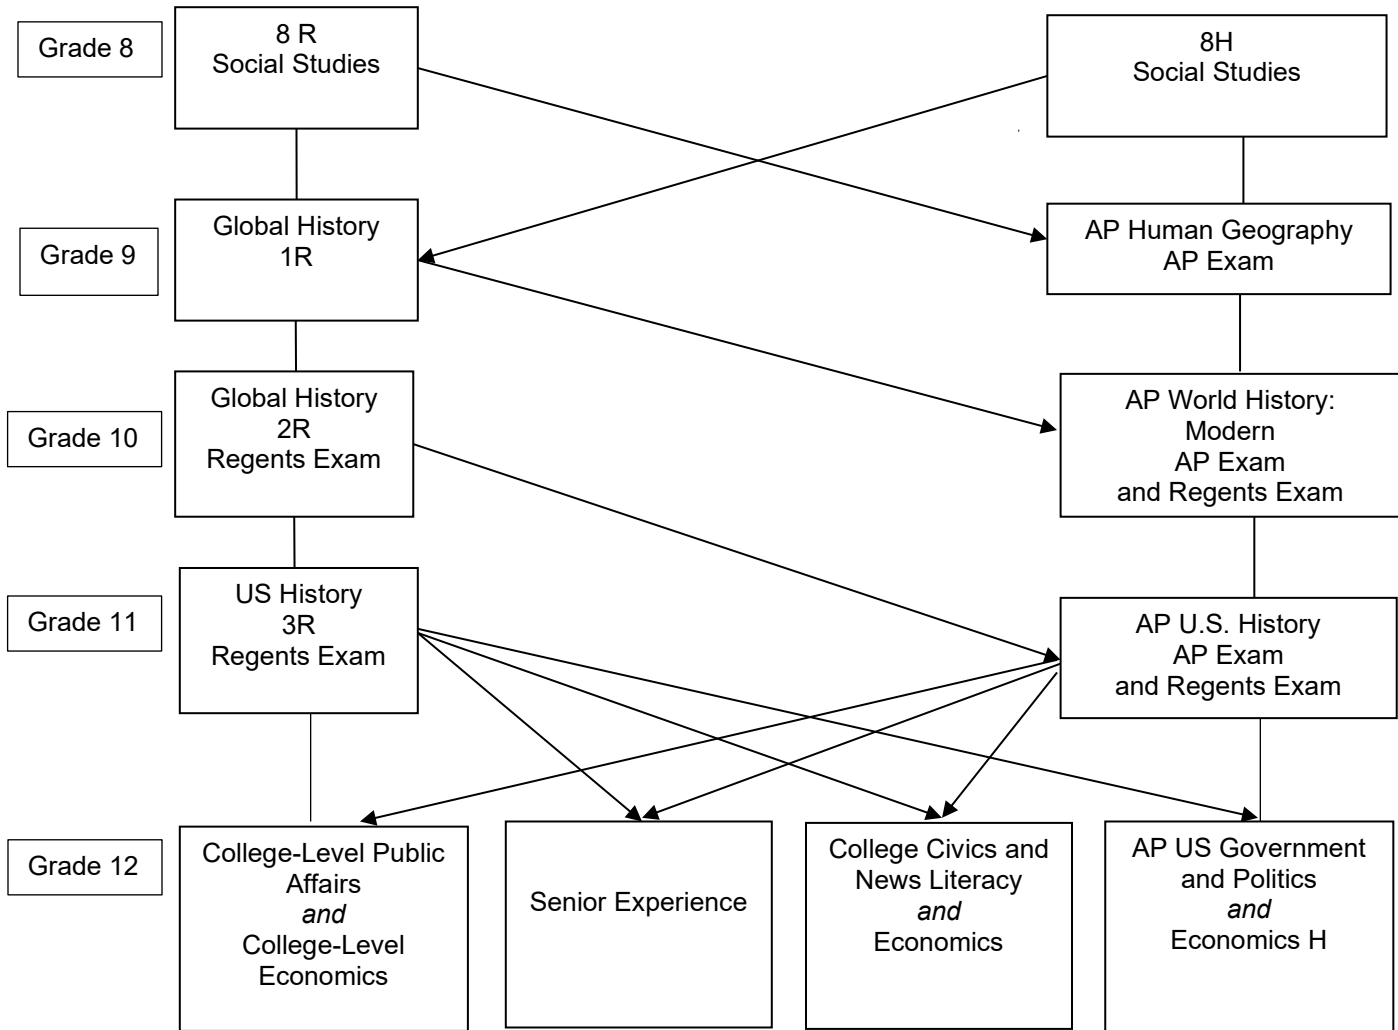 Grade 8
8 R
Social Studies
8H
Social Studies
Grade 9
Global History
1R
AP Human Geography
AP Exam
Grade 10
Global History
2R
Regents Exam
AP World History:
Modern
AP Exam
and Regents Exam
Grade 11
US History
3R
Regents Exam
AP U.S. History
AP Exam
and Regents Exam
Grade 12
College-Level Public
Affairs
and
College-Level
Economics
Senior Experience
College Civics and
News Literacy
and
Economics
AP US Government
and Politics
and
Economics H